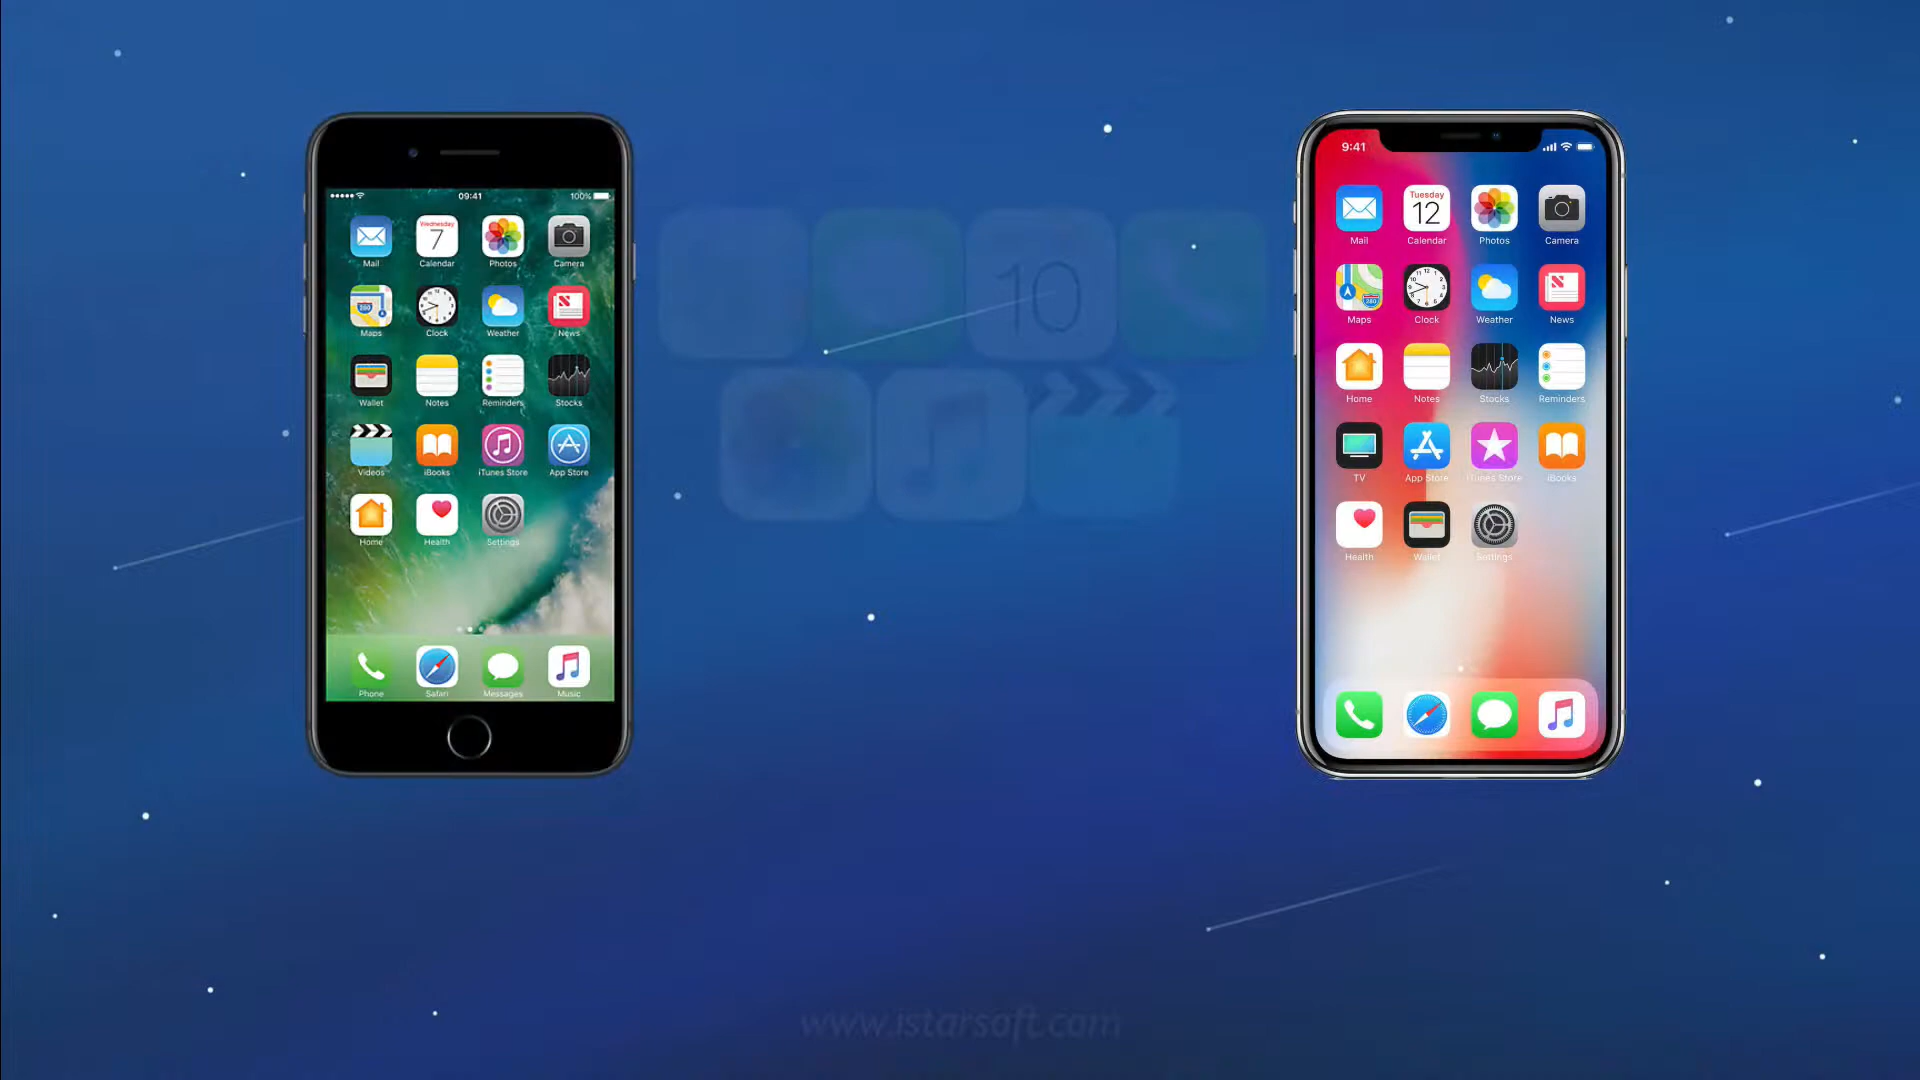 09:41 100%
Wednesday
7
Mail Calendar Photos Camera
280
Maps Clock Weather News
Wallet Notes Reminders Stocks
Videos iBooks iTunes Store App Store
Home Health Settings
Phone Safari Messages Music
10
9:41
Tuesday
12
Mail Calendar Photos Camera
280
Maps Clock Weather News
Home Notes Stocks Reminders
TV App Store iTunes Store iBooks
Health Wallet Settings
www.istarsoft.com